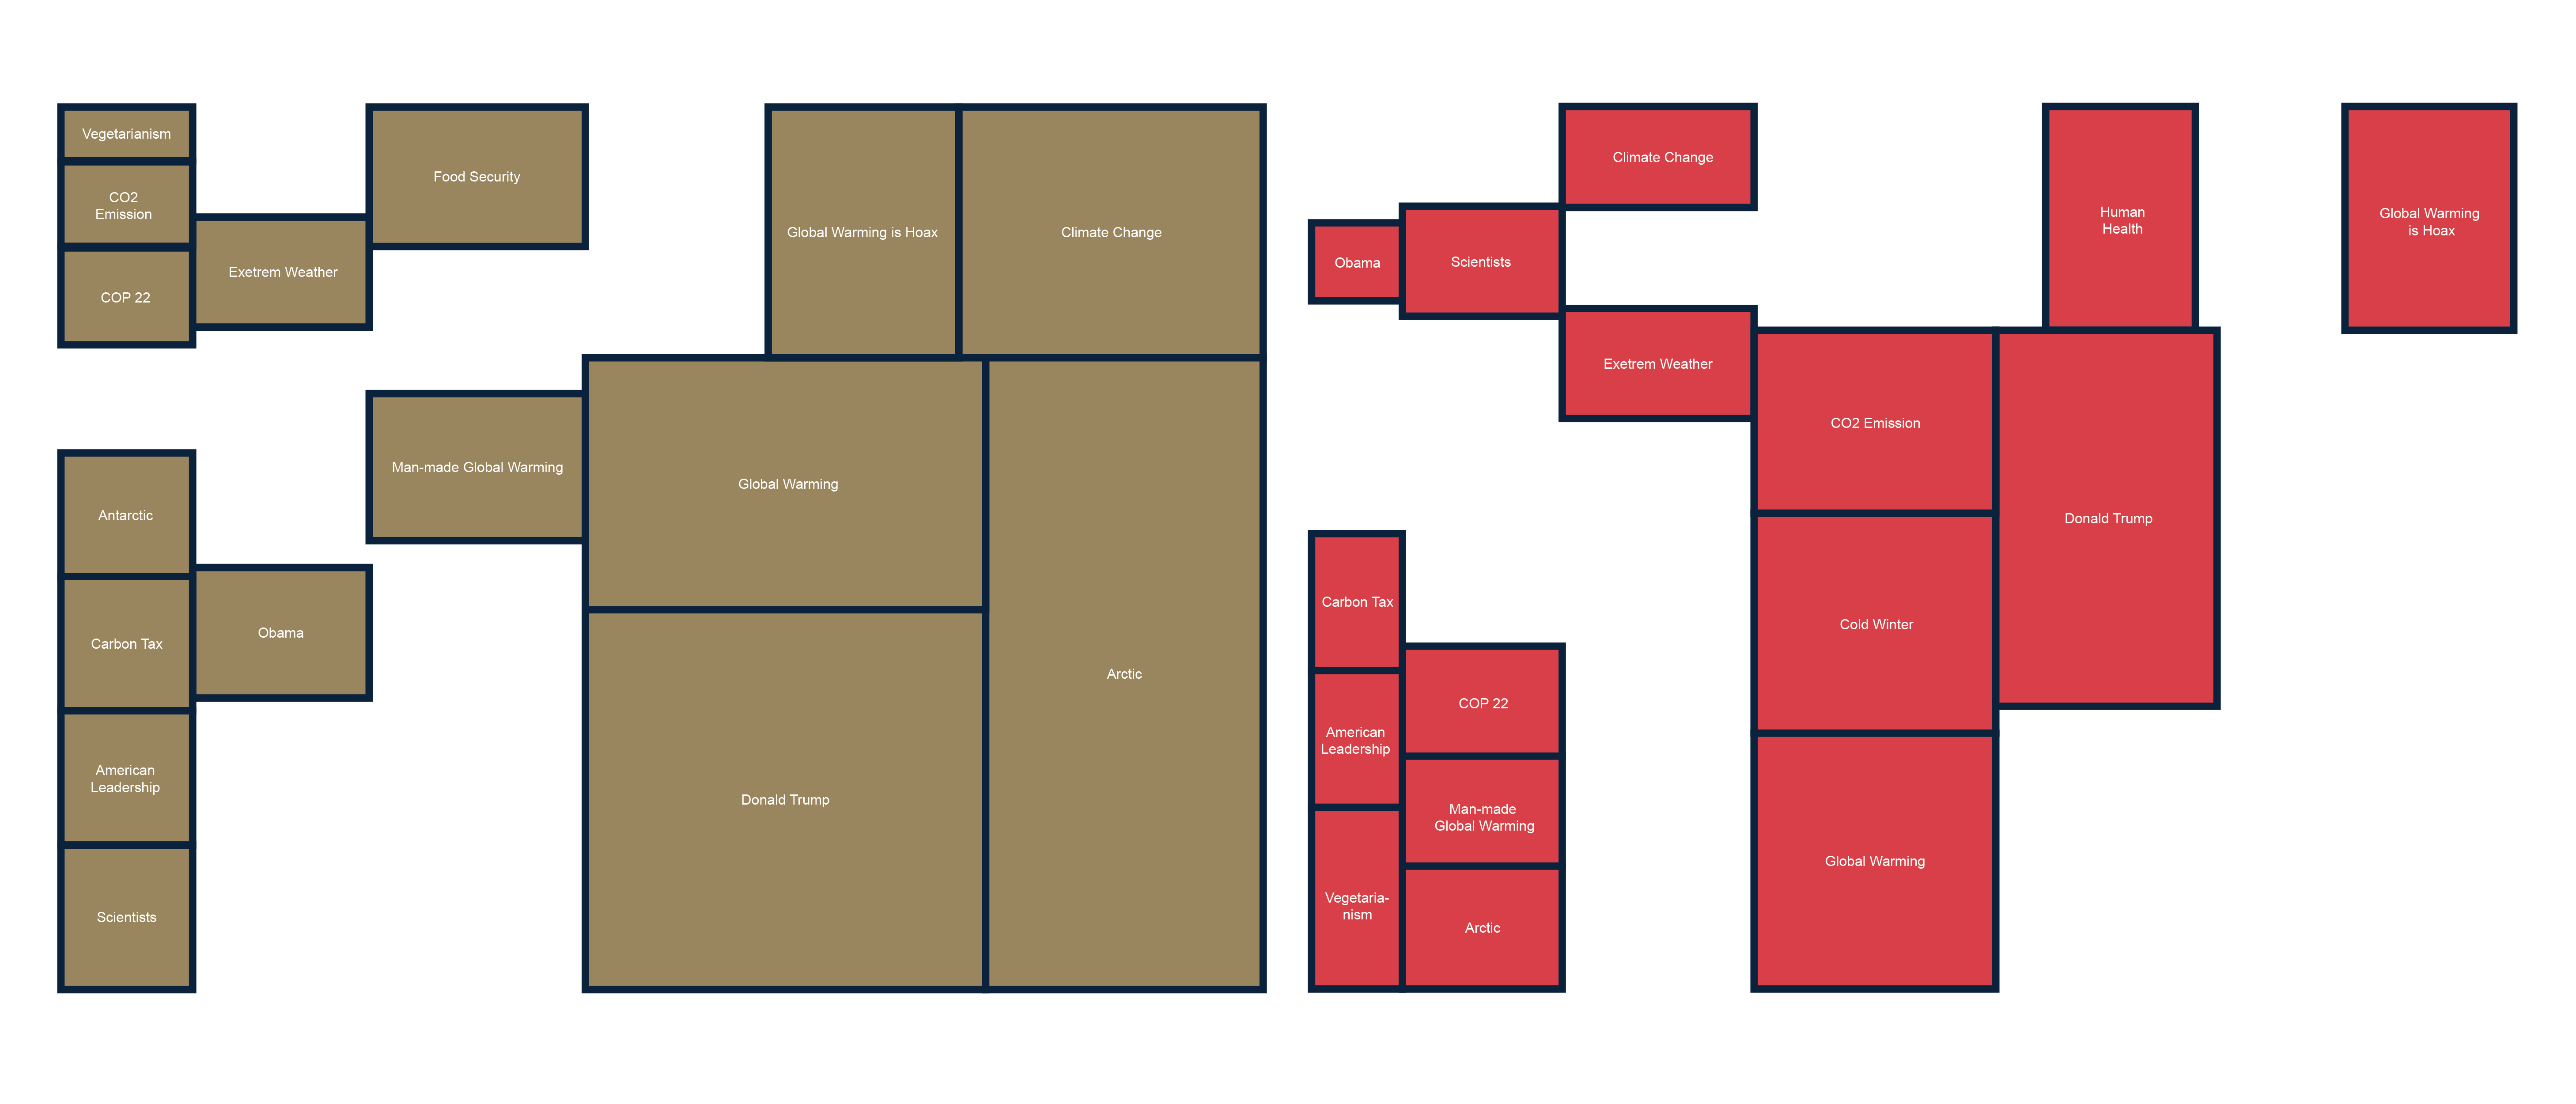 Vegetarianism
CO2
Emission
COP 22
Exetrem Weather
Food Security
Global Warming is Hoax
Climate Change
Man-made Global Warming
Global Warming
Arctic
Donald Trump
Antarctic
Carbon Tax
American
Leadership
Scientists
Obama
Climate Change
Obama
Scientists
Exetrem Weather
Human
Health
Global Warming
is Hoax
CO2 Emission
Donald Trump
Cold Winter
Global Warming
Carbon Tax
American
Leadership
Vegetaria-
nism
COP 22
Man-made
Global Warming
Arctic